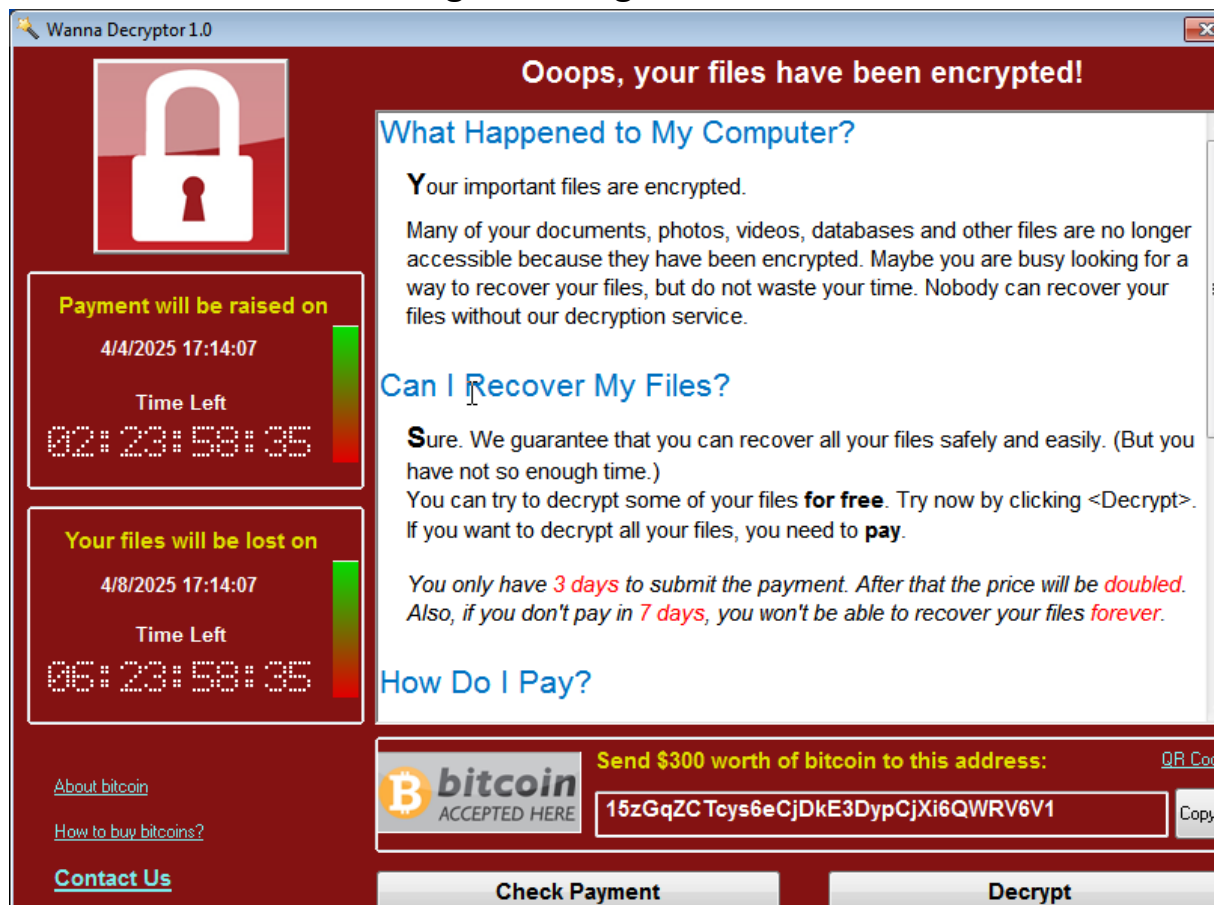 Wanna Decryptor 1.0
Ooops, your files have been encrypted!
Payment will be raised on
4/4/2025 17:14:07
Time Left
02:23:58:35
Your files will be lost on
4/8/2025 17:14:07
Time Left
06:23:58:35
About bitcoin
How to buy bitcoins?
Contact Us
What Happened to My Computer?
Your important files are encrypted.
Many of your documents, photos, videos, databases and other files are no longer
accessible because they have been encrypted. Maybe you are busy looking for a
way to recover your files, but do not waste your time. Nobody can recover your
files without our decryption service.
Can I Recover My Files?
Sure. We guarantee that you can recover all your files safely and easily. (But you
have not so enough time.)
You can try to decrypt some of your files for free. Try now by clicking <Decrypt>.
If you want to decrypt all your files, you need to pay.
You only have 3 days to submit the payment. After that the price will be doubled.
Also, if you don't pay in 7 days, you won't be able to recover your files forever.
How Do I Pay?
bitcoin
ACCEPTED HERE
Send $300 worth of bitcoin to this address:
QR Co
15zGqZCTcys6eCjDkE3DypCjXi6QWRV6V1
Copy
Check Payment
Decrypt